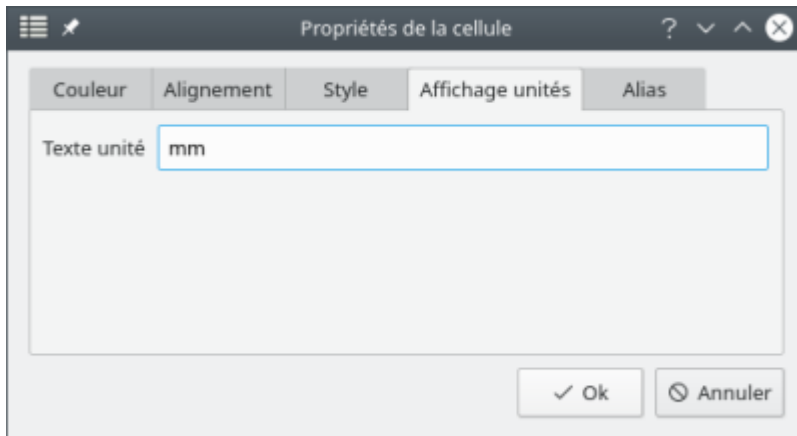 Propriétés de la cellule ?
Couleur Alignement Style Affichage unités Alias
Texte unité mm
Ok Annuler